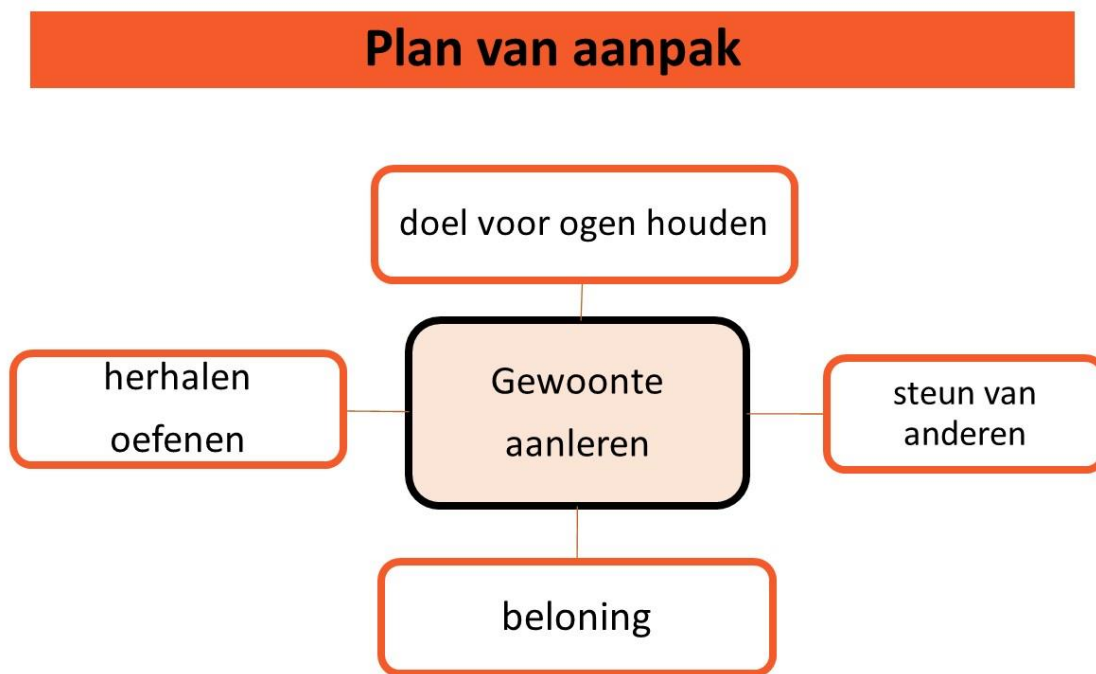 Plan van aanpak
doel voor ogen houden
herhalen
oefenen
Gewoonte
aanleren
steun van
anderen
beloning